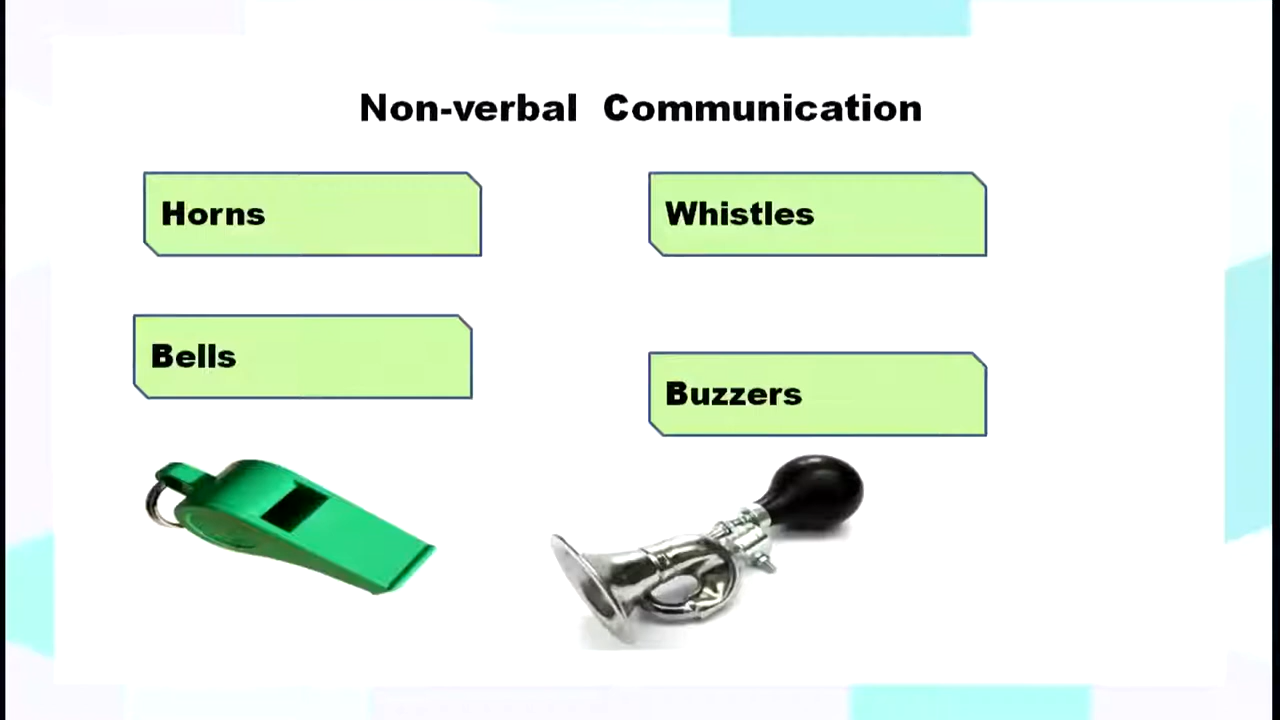 Non-verbal Communication
Horns
Whistles
Bells
Buzzers